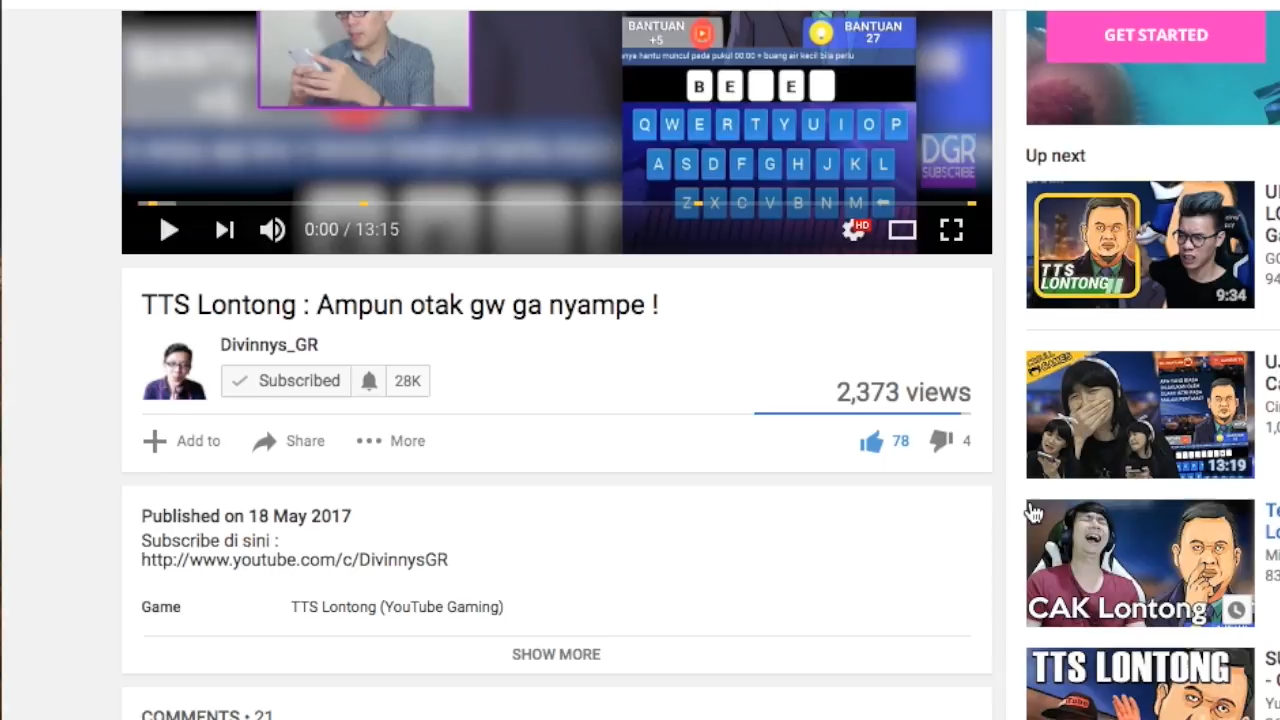 BANTUAN
+5
BANTUAN
27
nya hantu muncul pada pukul 00.00 = buang air kecil bila perlu
B E E
Q W E R T Y U I O P
A S D F G H J K L
Z X C V B N M
DGR
SUBSCRIBE
0:00 / 13:15
HD
TTS Lontong : Ampun otak gw ga nyampe !
Divinnys_GR
Subscribed
28K
2,373 views
Add to
Share
More
78
4
Published on 18 May 2017
Subscribe di sini :
http://www.youtube.com/c/DivinnysGR
Game
TTS Lontong (YouTube Gaming)
SHOW MORE
COMMENTS • 21
GET STARTED
Up next
TTS
LONTONG
9:34
13:19
CAK Lontong
TTS LONTONG